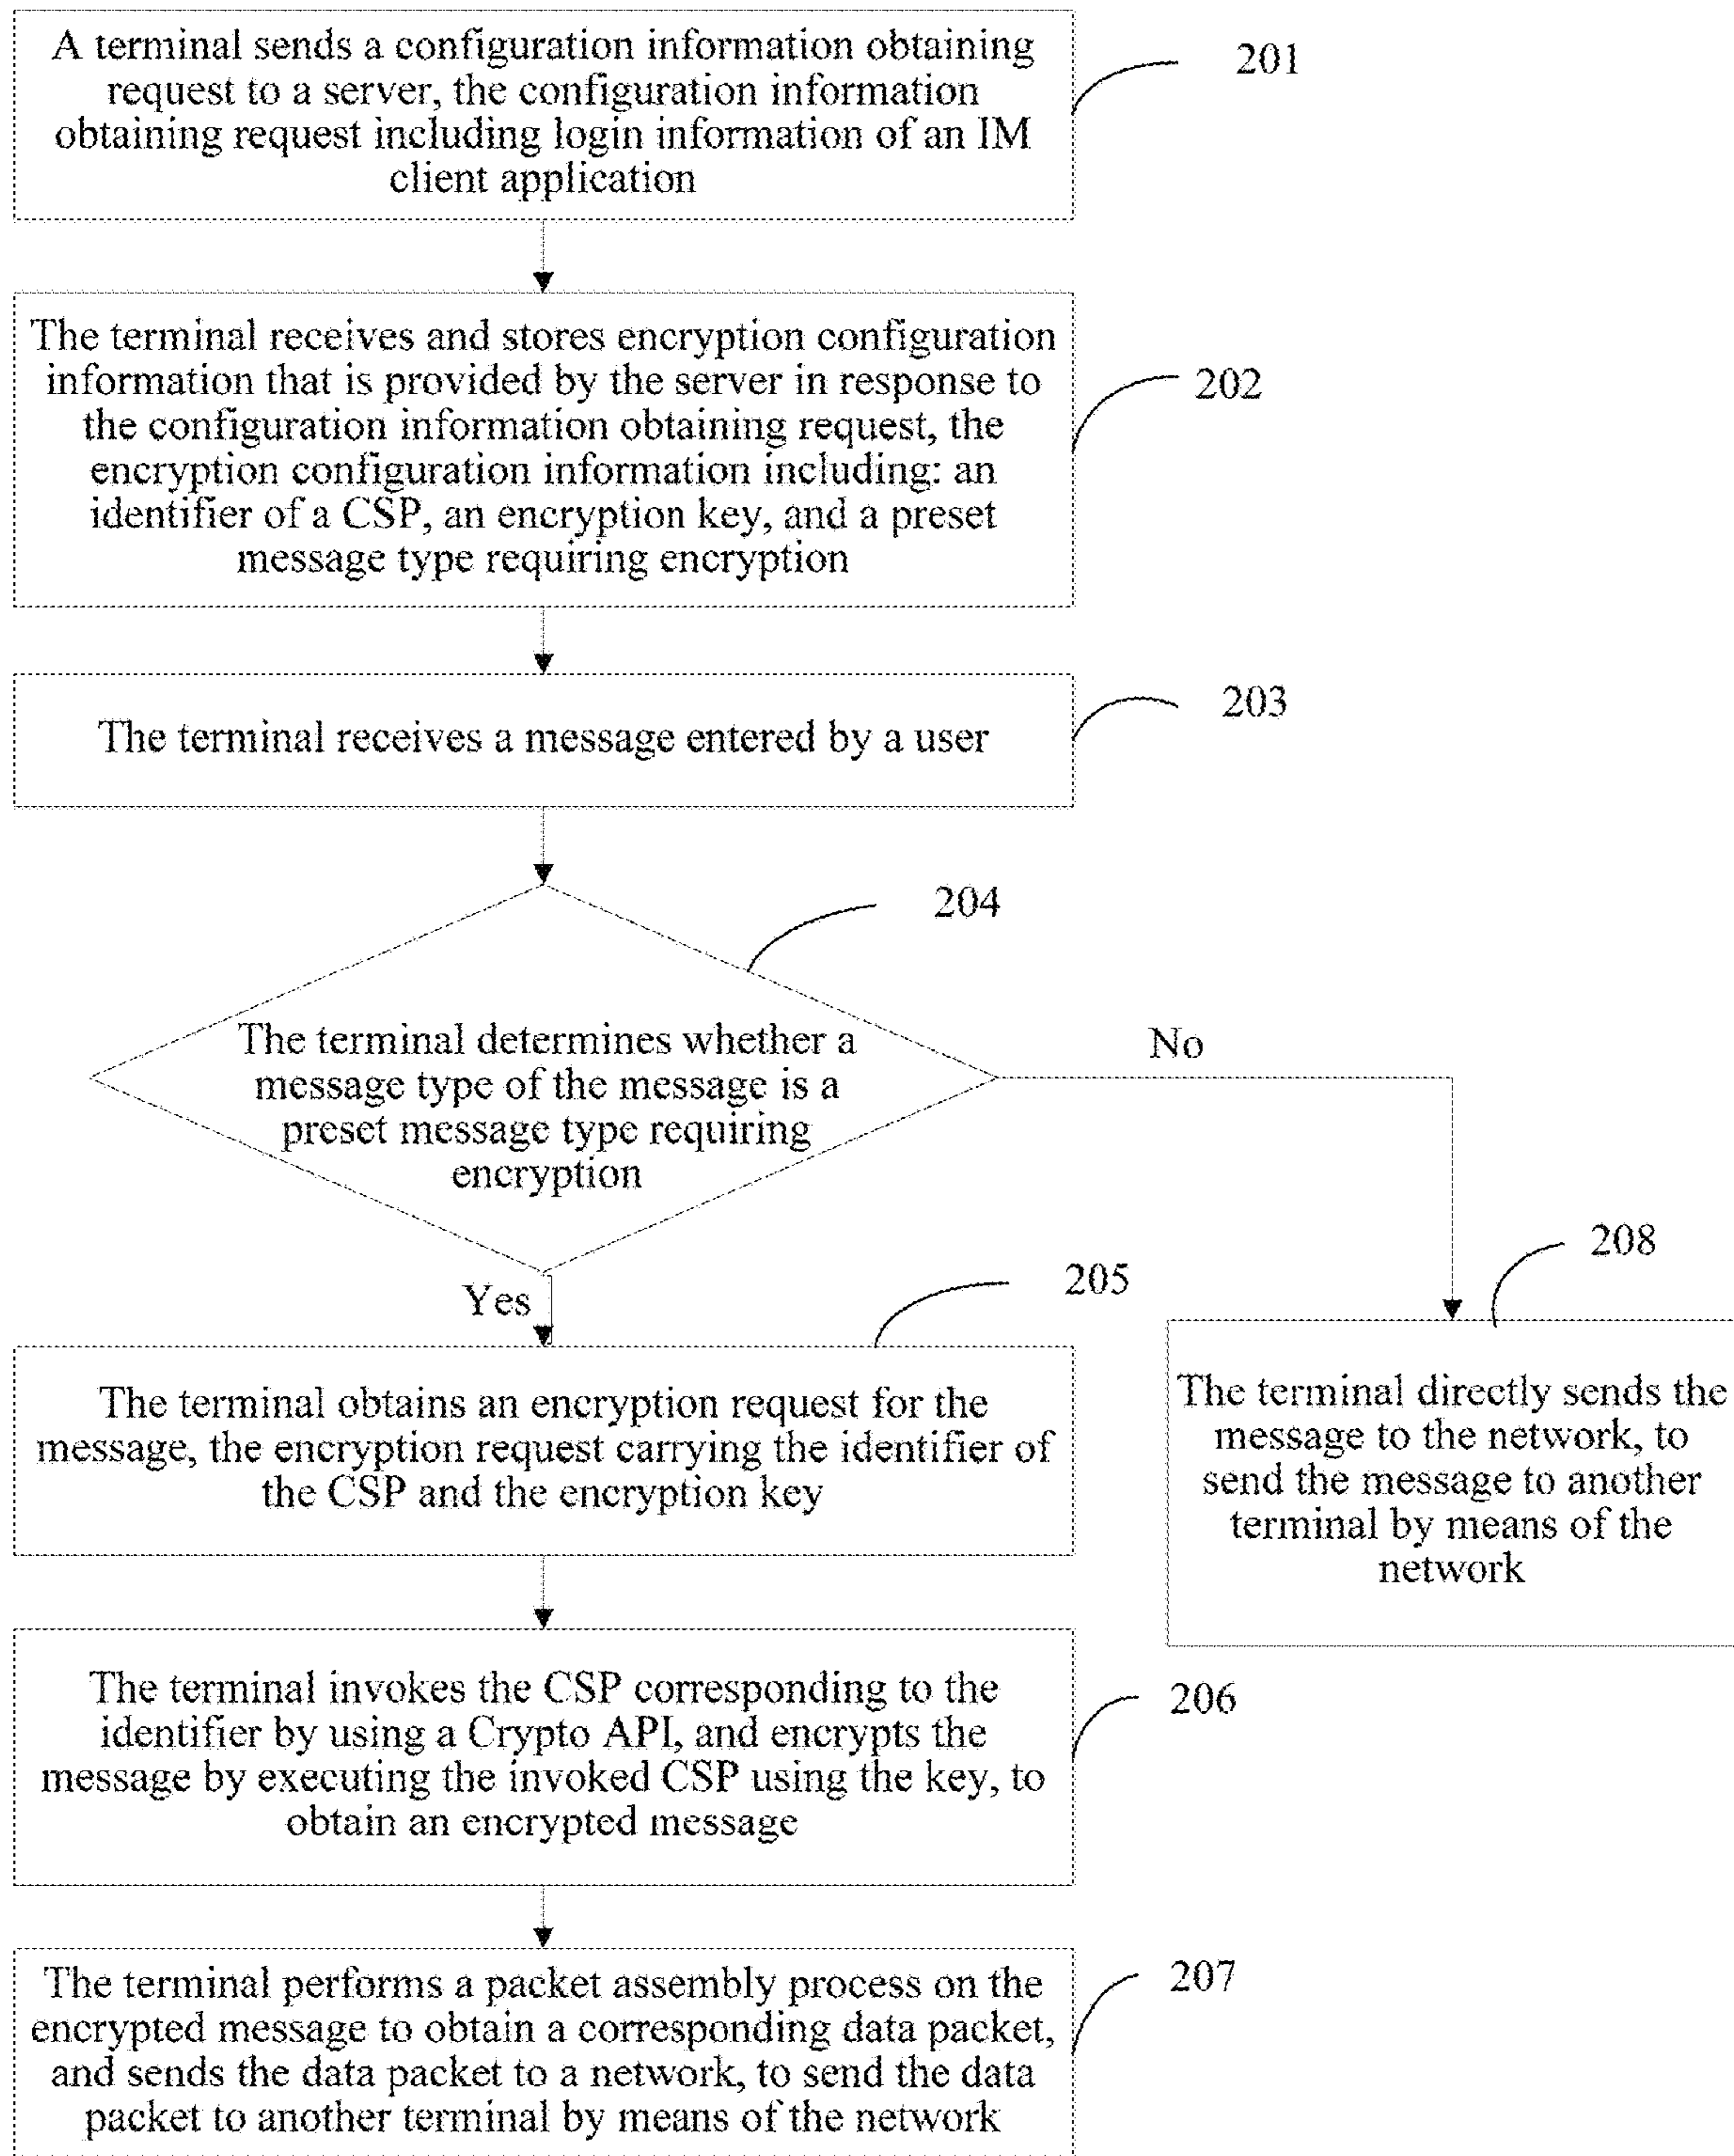 A terminal sends a configuration information obtaining
request to a server, the configuration information
obtaining request including login information of an IM
client application
201
The terminal receives and stores encryption configuration
information that is provided by the server in response to
the configuration information obtaining request, the
encryption configuration information including: an
identifier of a CSP, an encryption key, and a preset
message type requiring encryption
202
The terminal receives a message entered by a user
203
204
The terminal determines whether a
message type of the message is a
preset message type requiring
encryption
No
Yes
205
The terminal obtains an encryption request for the
message, the encryption request carrying the identifier of
the CSP and the encryption key
208
The terminal directly sends the
message to the network, to
send the message to another
terminal by means of the
network
The terminal invokes the CSP corresponding to the
identifier by using a Crypto API, and encrypts the
message by executing the invoked CSP using the key, to
obtain an encrypted message
206
The terminal performs a packet assembly process on the
encrypted message to obtain a corresponding data packet,
and sends the data packet to a network, to send the data
packet to another terminal by means of the network
207